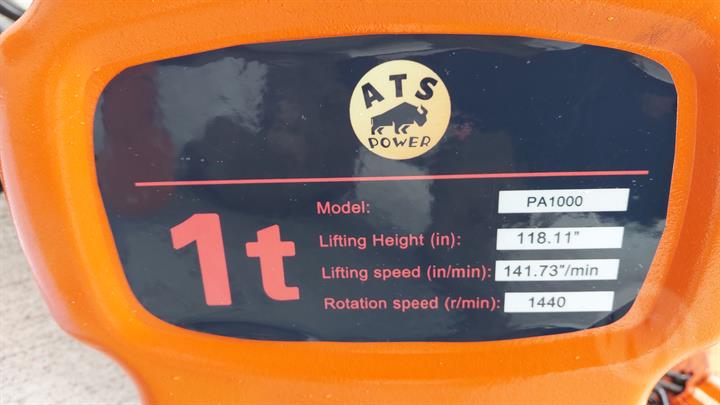 ATS
POWER
1t
Model: PA1000
Lifting Height (in): 118.11"
Lifting speed (in/min): 141.73"/min
Rotation speed (r/min): 1440